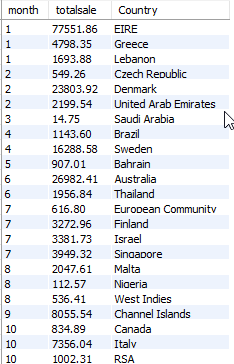 month totalsale Country
1 77551.86 EIRE
1 4798.35 Greece
1 1693.88 Lebanon
2 549.26 Czech Republic
2 23803.92 Denmark
2 2199.54 United Arab Emirates
3 14.75 Saudi Arabia
4 1143.60 Brazil
4 16288.58 Sweden
5 907.01 Bahrain
6 26982.41 Australia
6 1956.84 Thailand
7 616.80 European Community
7 3272.96 Finland
7 3381.73 Israel
7 3949.32 Singapore
8 2047.61 Malta
8 112.57 Nigeria
8 536.41 West Indies
9 8055.54 Channel Islands
10 834.89 Canada
10 7356.04 Italy
10 1002.31 RSA